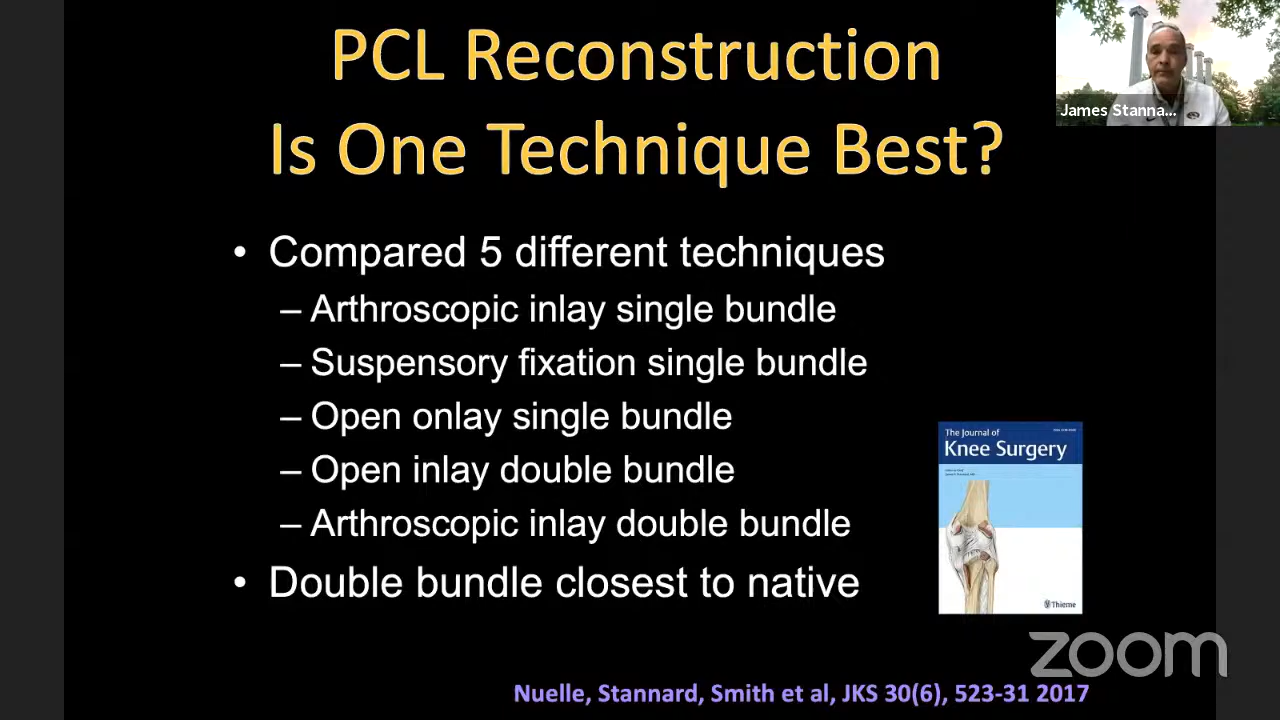 PCL Reconstruction
Is One Technique Best?
James Stanna...
• Compared 5 different techniques
– Arthroscopic inlay single bundle
– Suspensory fixation single bundle
– Open onlay single bundle
– Open inlay double bundle
– Arthroscopic inlay double bundle
• Double bundle closest to native
The Journal of
Knee Surgery
Thieme
zoom
Nuelle, Stannard, Smith et al, JKS 30(6), 523-31 2017